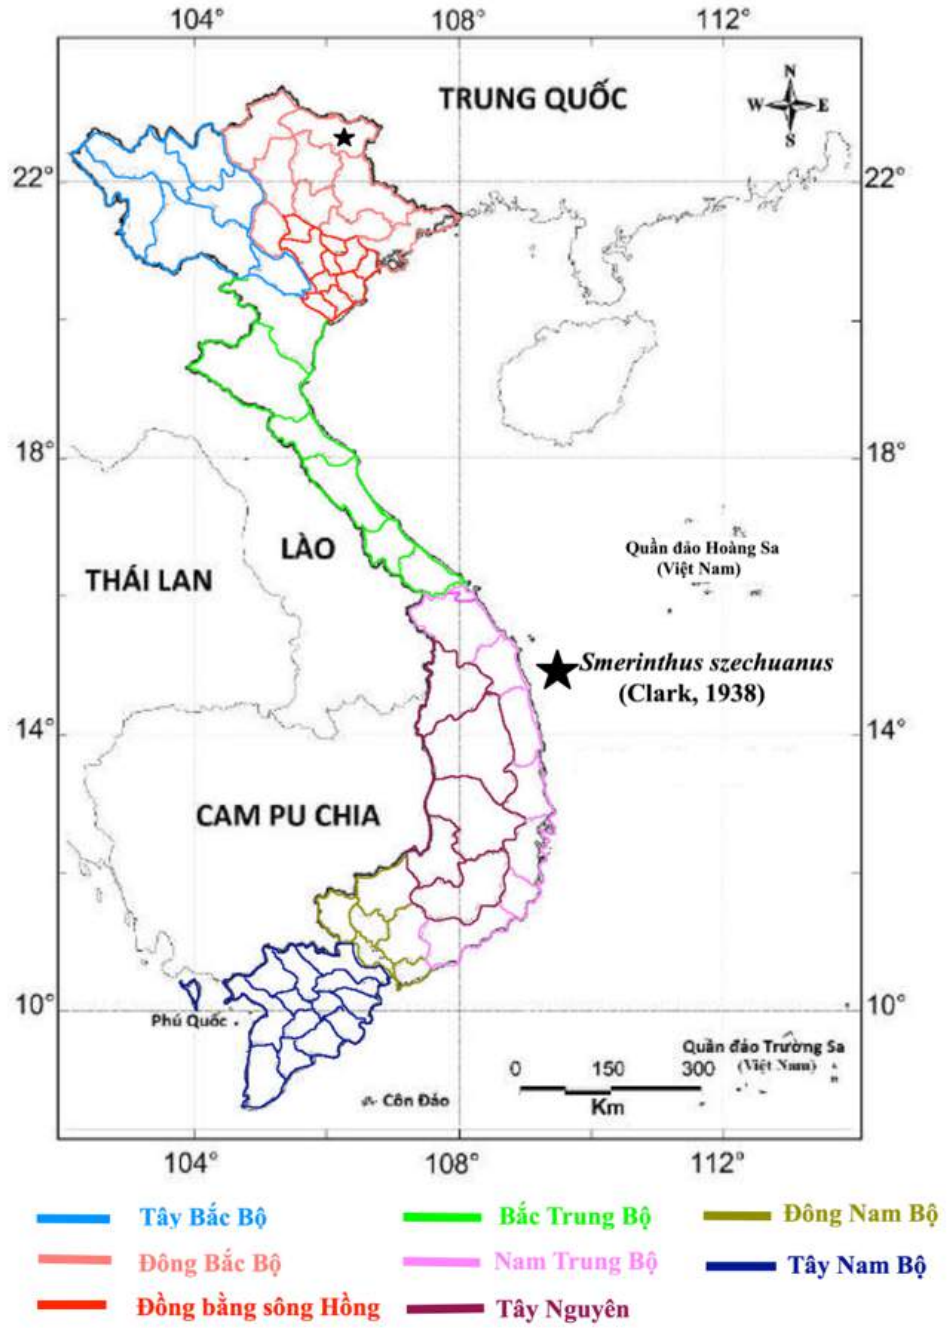 104° 108° 112°
TRUNG QUỐC
N
W E
S
22° 22°
18° 18°
LÀO
THÁI LAN
Quần đảo Hoàng Sa
(Việt Nam)
Smerinthus szechuanus
(Clark, 1938)
14° 14°
CAM PU CHIA
10° 10°
Phú Quốc
Quần đảo Trường Sa
(Việt Nam)
0 150 300
Km
Côn Đảo
104° 108° 112°
Tây Bắc Bộ Bắc Trung Bộ Đông Nam Bộ
Đông Bắc Bộ Nam Trung Bộ Tây Nam Bộ
Đồng bằng sông Hồng Tây Nguyên